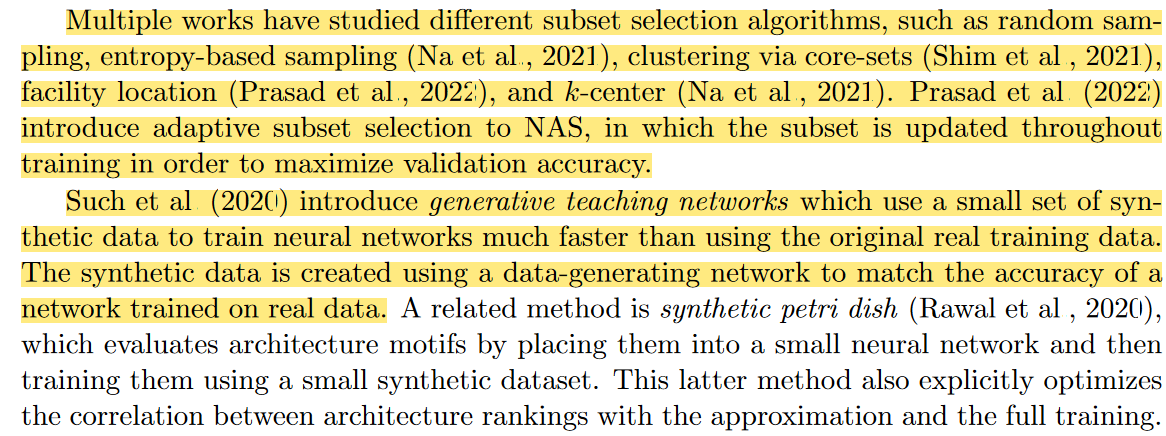 Multiple works have studied different subset selection algorithms, such as random sam-
pling, entropy-based sampling (Na et al., 2021), clustering via core-sets (Shim et al., 2021),
facility location (Prasad et al., 2022), and k-center (Na et al., 2021). Prasad et al. (2022)
introduce adaptive subset selection to NAS, in which the subset is updated throughout
training in order to maximize validation accuracy.
Such et al. (2020) introduce generative teaching networks which use a small set of syn-
thetic data to train neural networks much faster than using the original real training data.
The synthetic data is created using a data-generating network to match the accuracy of a
network trained on real data. A related method is synthetic petri dish (Rawal et al., 2020),
which evaluates architecture motifs by placing them into a small neural network and then
training them using a small synthetic dataset. This latter method also explicitly optimizes
the correlation between architecture rankings with the approximation and the full training.